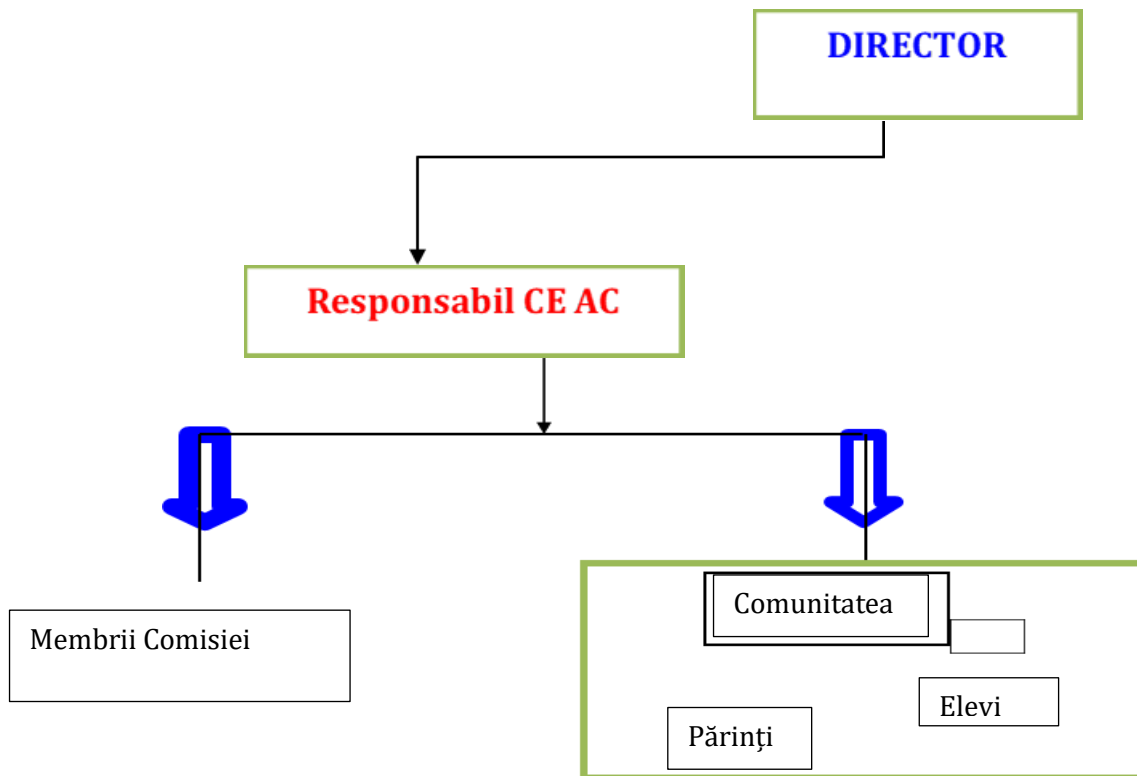 DIRECTOR
Responsabil CE AC
Membrii Comisiei
Comunitatea
Elevi
Părinți